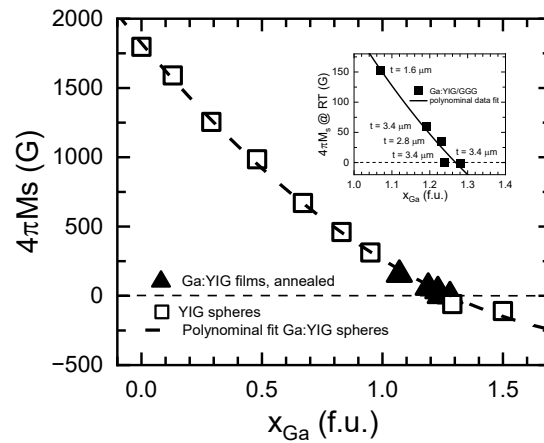 4πMs (G)
2000
1500
1000
500
0
−500
0.0
0.5
1.0
1.5
x_Ga (f.u.)
Ga:YIG films, annealed
YIG spheres
Polynominal fit Ga:YIG spheres
4πM_s @ RT (G)
150
100
50
0
1.0
1.1
1.2
1.3
1.4
x_Ga (f.u.)
t = 1.6 μm
Ga:YIG/GGG
polynominal data fit
t = 3.4 μm
t = 2.8 μm
t = 3.4 μm
t = 3.4 μm